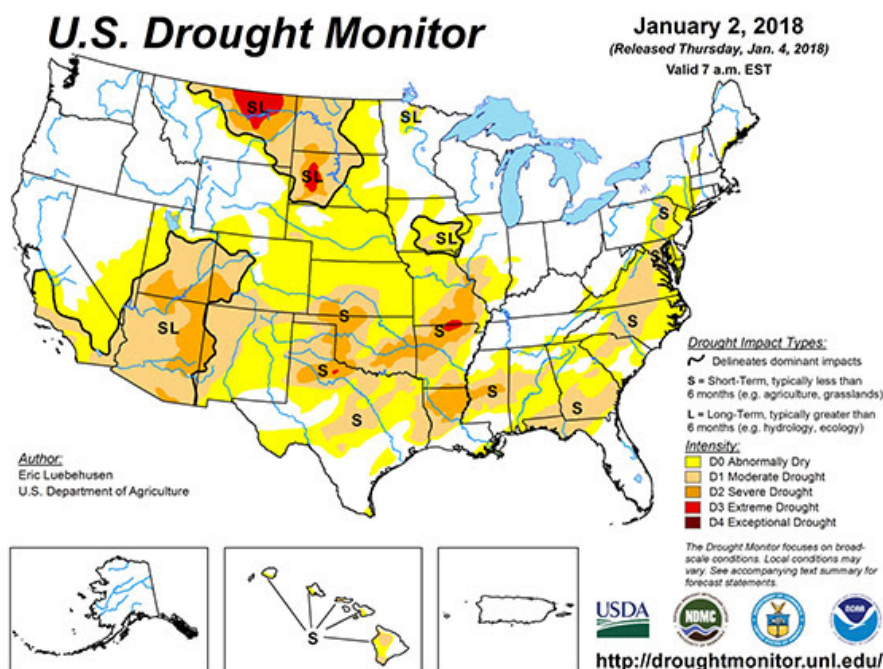 U.S. Drought Monitor
January 2, 2018
(Released Thursday, Jan. 4, 2018)
Valid 7 a.m. EST
SL
SL
SL
SL
S
S
SL
S
S
S
S
S
S
S
S
Drought Impact Types:
Delineates dominant impacts
S = Short-Term, typically less than
6 months (e.g. agriculture, grasslands)
L = Long-Term, typically greater than
6 months (e.g. hydrology, ecology)
Intensity:
D0 Abnormally Dry
D1 Moderate Drought
D2 Severe Drought
D3 Extreme Drought
D4 Exceptional Drought
Author:
Eric Luebehusen
U.S. Department of Agriculture
The Drought Monitor focuses on broad-
scale conditions. Local conditions may
vary. See accompanying text summary for
forecast statements.
S
USDA
NDMC
NOAA
http://droughtmonitor.unl.edu/